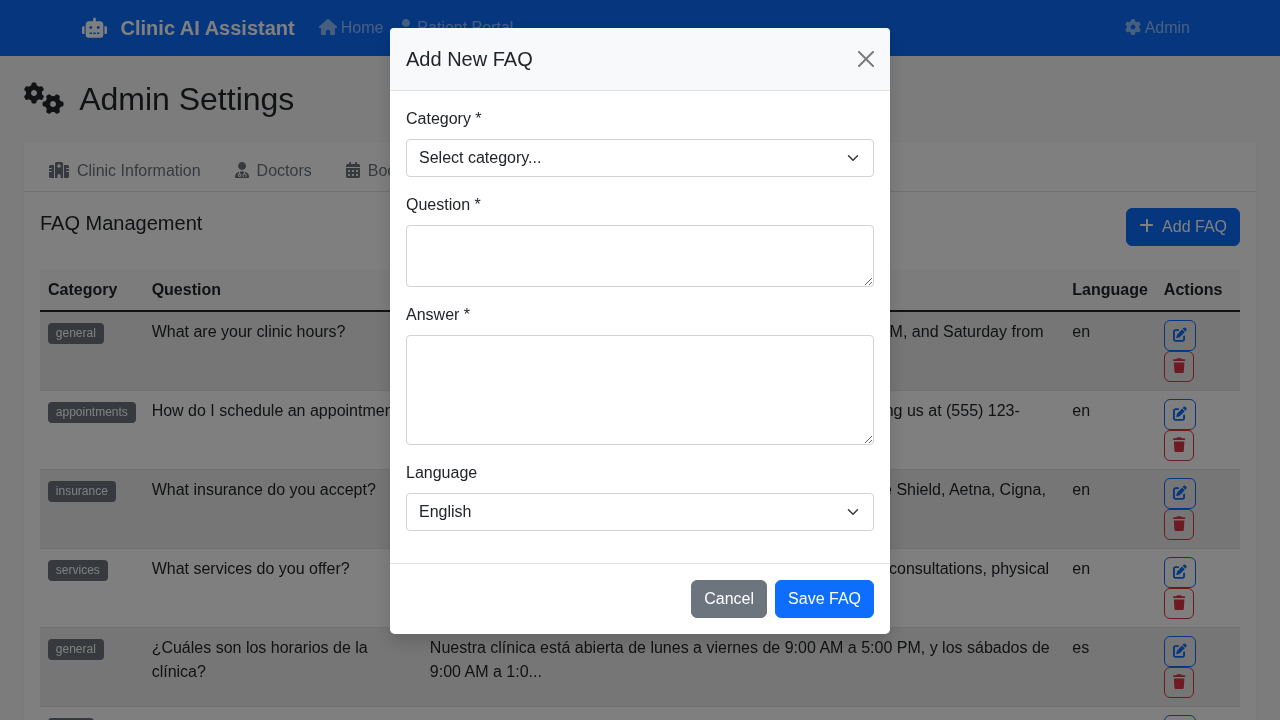 Clinic AI Assistant
Home
Patient Portal
Admin
Admin Settings
Clinic Information
Doctors
FAQ Management
Add FAQ
Category
Question
Language
Actions
general
What are your clinic hours?
M, and Saturday from
en
appointments
How do I schedule an
us at (555) 123-
en
insurance
What insurance do you accept?
Shield, Aetna, Cigna,
en
services
What services do you offer?
consultations, physical
en
general
¿Cuáles son los horarios de la
clínica?
Nuestra clínica está abierta de lunes a viernes de 9:00 AM a 5:00 PM, y los sábados de
9:00 AM a 1:0...
es
Add New FAQ
Category *
Select category...
Question *
Answer *
Language
English
Cancel
Save FAQ